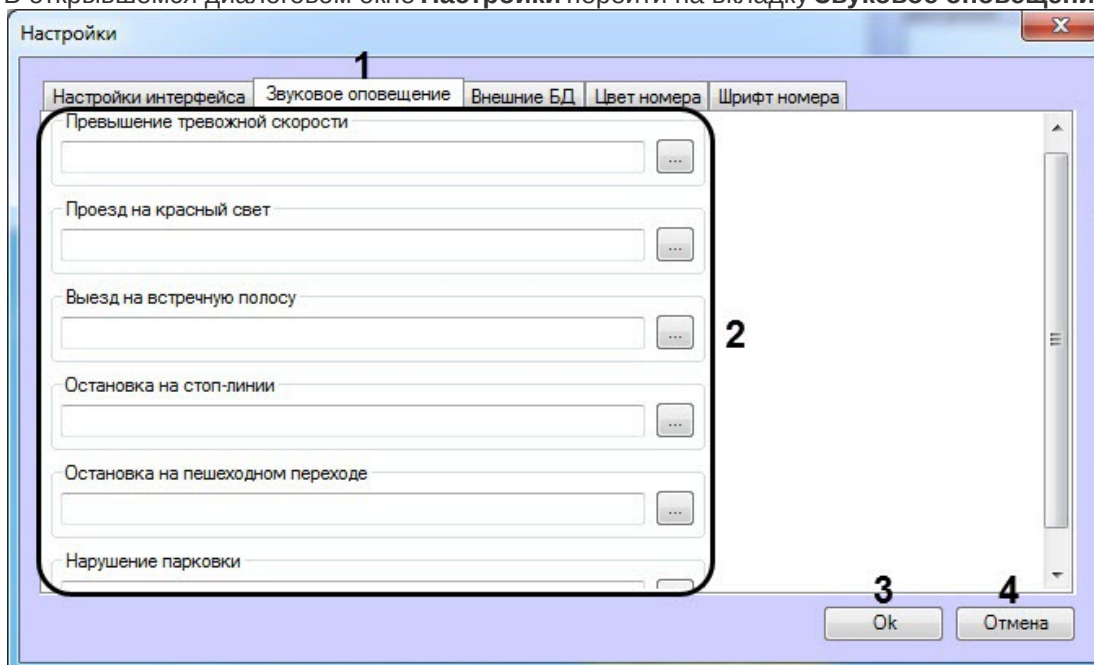 В открывшемся диалоговом окне Настройки перейти на вкладку Звуковое
Настройки
1
Настройки интерфейса Звуковое оповещение Внешние БД Цвет номера Шрифт номера
Превышение тревожной скорости
...
Проезд на красный свет
...
Выезд на встречную полосу
...
2
Остановка на стоп-линии
...
Остановка на пешеходном переходе
...
Нарушение парковки
3 4
Ok Отмена